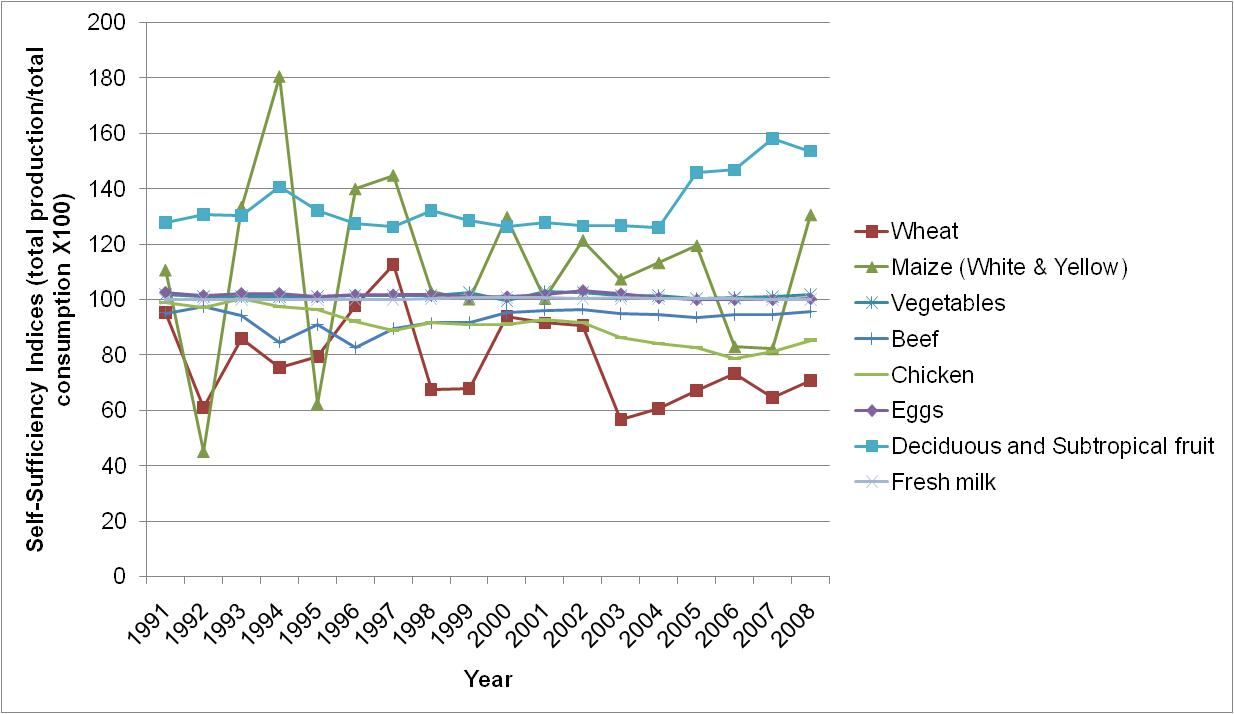 Self-Sufficiency Indices (total production/total
consumption X100)
200
180
160
140
120
100
80
60
40
20
0
1991
1992
1993
1994
1995
1996
1997
1998
1999
2000
2001
2002
2003
2004
2005
2006
2007
2008
Year
Wheat
Maize (White & Yellow)
Vegetables
Beef
Chicken
Eggs
Deciduous and Subtropical fruit
Fresh milk